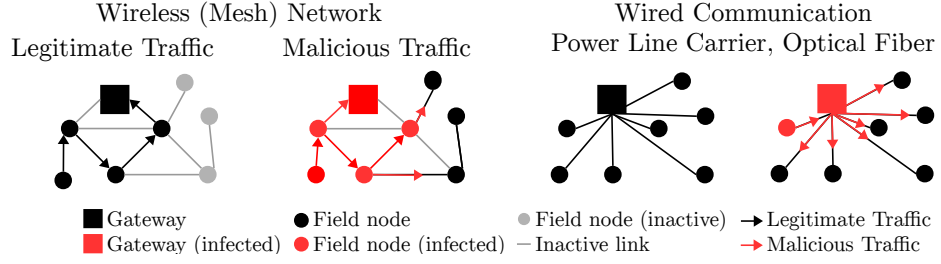 Wireless (Mesh) Network
Wired Communication
Legitimate Traffic
Malicious Traffic
Power Line Carrier, Optical Fiber
Gateway
Field node
Field node (inactive)
Legitimate Traffic
Gateway (infected)
Field node (infected)
Inactive link
Malicious Traffic